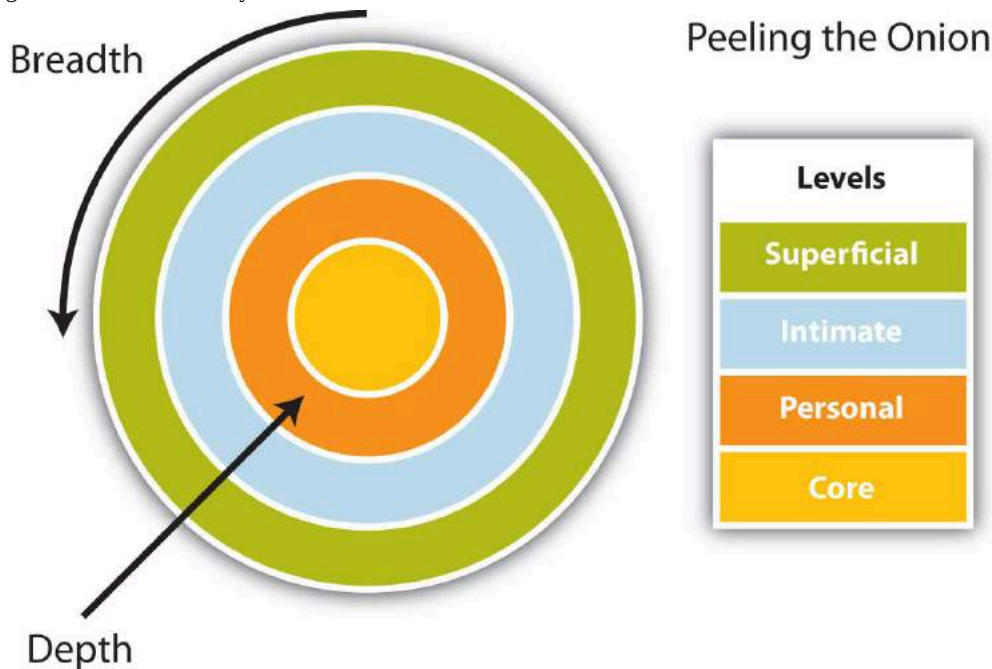 Breadth
Peeling the Onion
Levels
Superficial
Intimate
Personal
Core
Depth